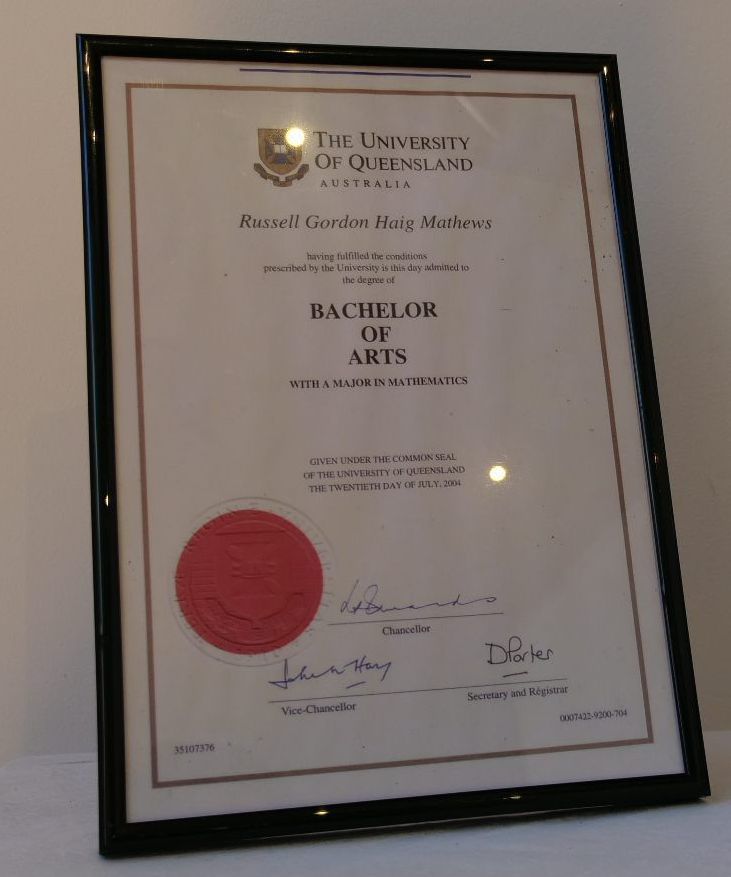 THE UNIVERSITY
OF QUEENSLAND
AUSTRALIA
Russell Gordon Haig Mathews
having fulfilled the conditions
prescribed by the University is this day admitted to
the degree of
BACHELOR
OF
ARTS
WITH A MAJOR IN MATHEMATICS
GIVEN UNDER THE COMMON SEAL
OF THE UNIVERSITY OF QUEENSLAND
THE TWENTIETH DAY OF JULY, 2004
Chancellor
John Hay
DPorter
Vice-Chancellor
Secretary and Registrar
0007422-9200-704
35107376